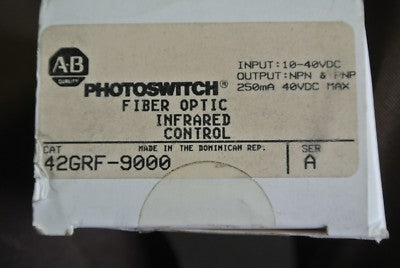 A-B
QUALITY
PHOTOSWITCH®
FIBER OPTIC
INFRARED
CONTROL
INPUT:10-40VDC
OUTPUT:NPN & PNP
250mA 40VDC MAX
CAT
MADE IN THE DOMINICAN REP.
SER
42GRF-9000
A